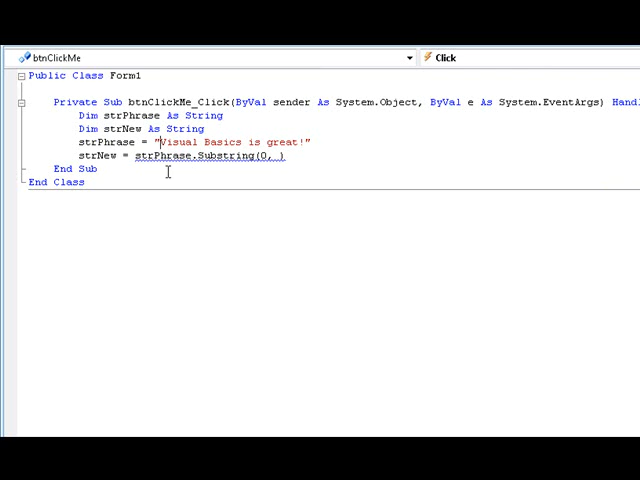 btnClickMe Click
Public Class Form1
Private Sub btnClickMe_Click(ByVal sender As System.Object, ByVal e As System.EventArgs) Handl
Dim strPhrase As String
Dim strNew As String
strPhrase = "Visual Basics is great!"
strNew = strPhrase.Substring(0, )
End Sub
End Class